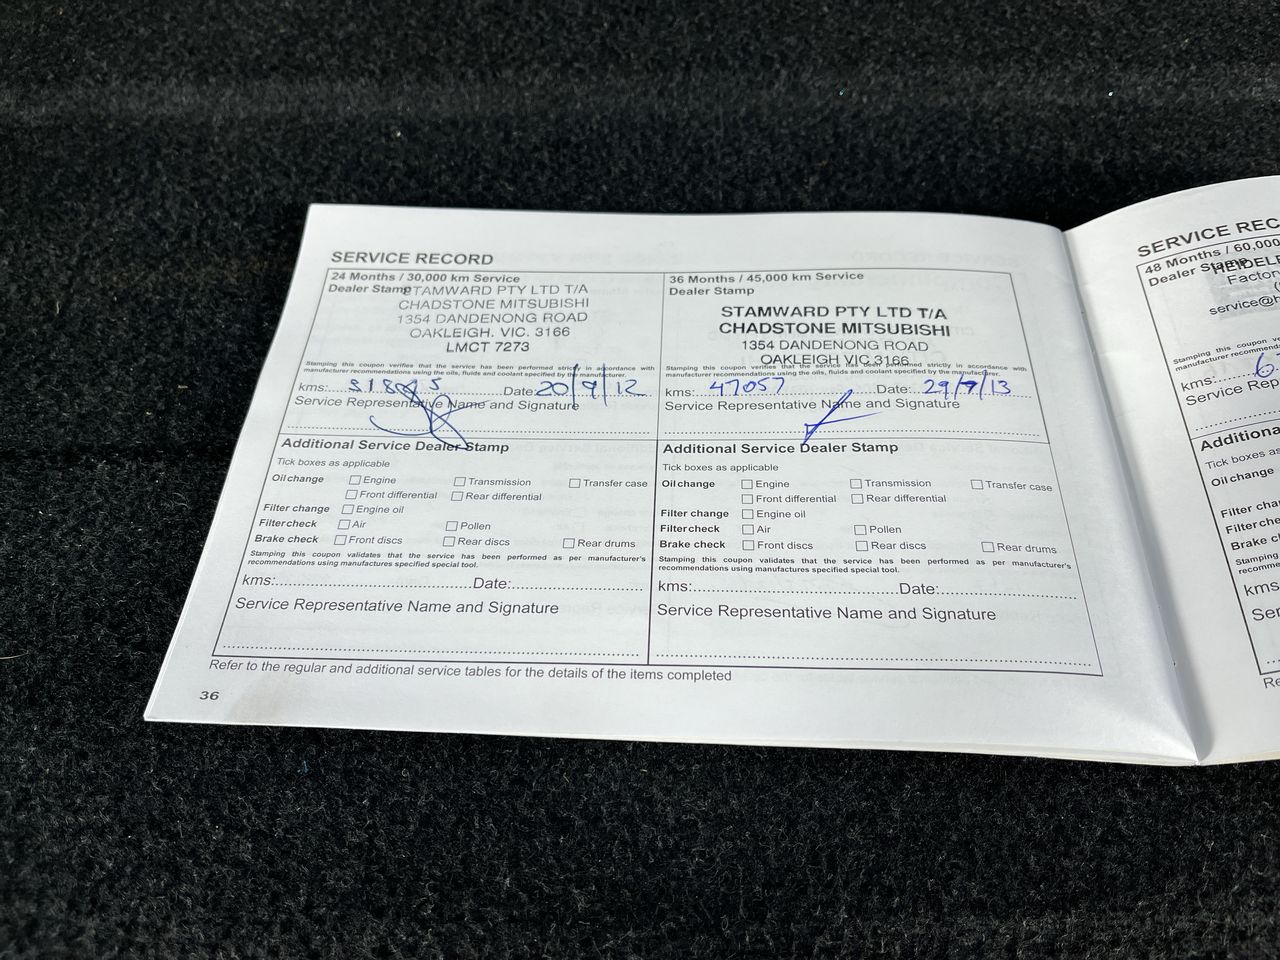 SERVICE RECORD
24 Months / 30,000 km Service
Dealer Stamp
STAMWARD PTY LTD T/A
CHADSTONE MITSUBISHI
1354 DANDENONG ROAD
OAKLEIGH. VIC. 3166
LMCT 7273
Stamping this coupon verifies that the service has been performed strictly in accordance with
manufacturer recommendations using the oils, fluids and coolant specified by the manufacturer.
kms: Date: 20/9/12
Service Representative Name and Signature
Additional Service Dealer Stamp
Tick boxes as applicable
Oil change Engine Transmission Transfer case
Front differential Rear differential
Filter change Engine oil
Filter check Air Pollen
Brake check Front discs Rear discs Rear drums
Stamping this coupon validates that the service has been performed as per manufacturer's
recommendations using manufactures specified special tool.
kms: Date:
Service Representative Name and Signature
36 Months / 45,000 km Service
Dealer Stamp
STAMWARD PTY LTD T/A
CHADSTONE MITSUBISHI
1354 DANDENONG ROAD
OAKLEIGH VIC 3166
Stamping this coupon verifies that the service has been performed strictly in accordance with
manufacturer recommendations using the oils, fluids and coolant specified by the manufacturer.
kms: 47057 Date: 29/9/13
Service Representative Name and Signature
Additional Service Dealer Stamp
Tick boxes as applicable
Oil change Engine Transmission Transfer case
Front differential Rear differential
Filter change Engine oil
Filter check Air Pollen
Brake check Front discs Rear discs Rear drums
Stamping this coupon validates that the service has been performed as per manufacturer's
recommendations using manufactures specified special tool.
kms: Date:
Service Representative Name and Signature
Refer to the regular and additional service tables for the details of the items completed
36
SERVICE REC
48 Months / 60,000
Dealer Stamp
HEIDEL
Factor
service@
Stamping this coupon
manufacturer
kms: 6
Service Rep
Additiona
Tick boxes as
Oil change
Filter cha
Filter che
Brake c
Stamping
recomme
kms
Ser
Re